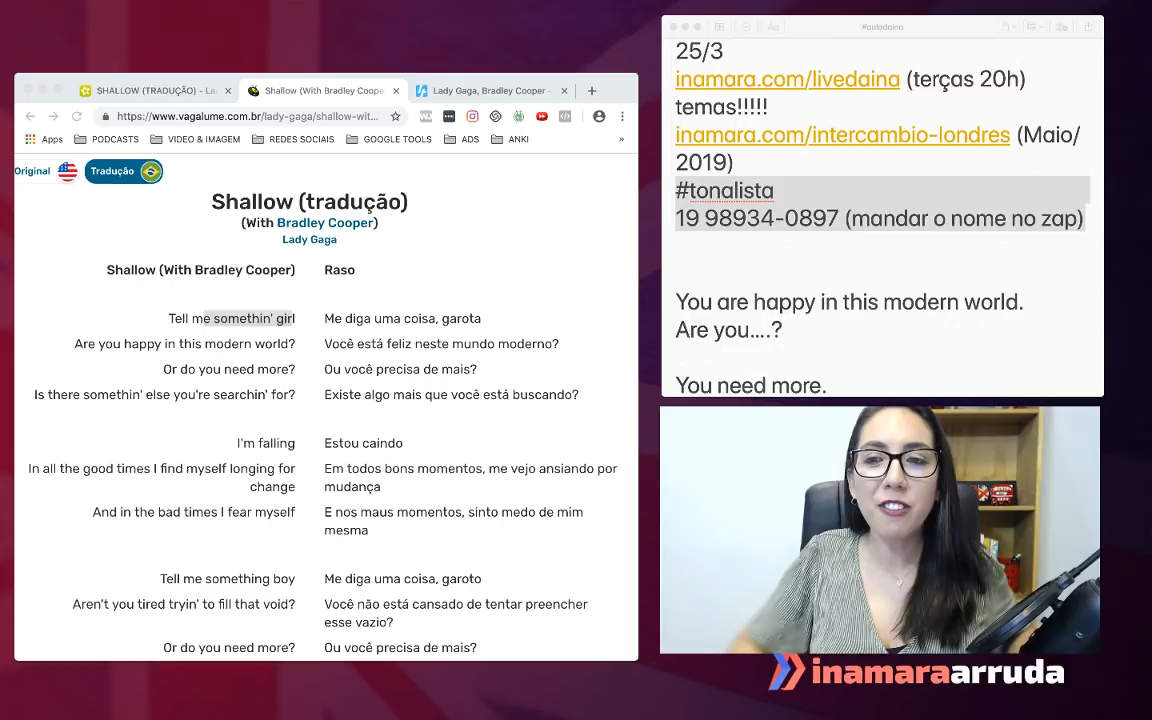 SHALLOW (TRADUÇÃO) - La
Shallow (With Bradley Coope
Lady Gaga, Bradley Cooper -
https://www.vagalume.com.br/lady-gaga/shallow-wit...
Apps
PODCASTS
VIDEO & IMAGEM
REDES SOCIAIS
GOOGLE TOOLS
ADS
ANKI
»
Original
Tradução
Shallow (tradução)
(With Bradley Cooper)
Lady Gaga
Shallow (With Bradley Cooper)
Raso
Tell me somethin' girl
Me diga uma coisa, garota
Are you happy in this modern world?
Você está feliz neste mundo moderno?
Or do you need more?
Ou você precisa de mais?
Is there somethin' else you're searchin' for?
Existe algo mais que você está buscando?
I'm falling
Estou caindo
In all the good times I find myself longing for
change
Em todos bons momentos, me vejo ansiando por
mudança
And in the bad times I fear myself
E nos maus momentos, sinto medo de mim
mesma
Tell me something boy
Me diga uma coisa, garoto
Aren't you tired tryin' to fill that void?
Você não está cansado de tentar preencher
esse vazio?
Or do you need more?
Ou você precisa de mais?
Aa
#auladaina
25/3
inamara.com/livedaina (terças 20h)
temas!!!!!
inamara.com/intercambio-londres (Maio/
2019)
#tonalista
19 98934-0897 (mandar o nome no zap)
You are happy in this modern world.
Are you....?
You need more.
inamaraarruda